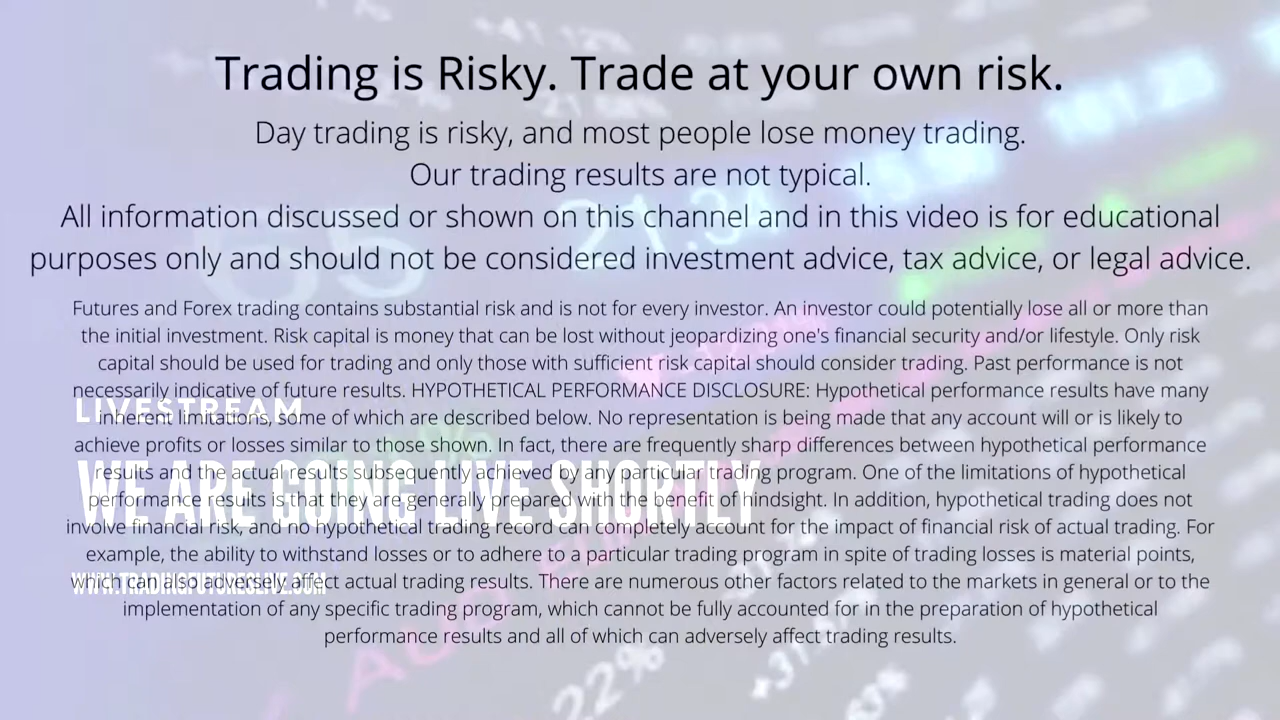 Trading is Risky. Trade at your own risk.
Day trading is risky, and most people lose money trading.
Our trading results are not typical.
All information discussed or shown on this channel and in this video is for educational
purposes only and should not be considered investment advice, tax advice, or legal advice.
Futures and Forex trading contains substantial risk and is not for every investor. An investor could potentially lose all or more than
the initial investment. Risk capital is money that can be lost without jeopardizing one's financial security and/or lifestyle. Only risk
capital should be used for trading and only those with sufficient risk capital should consider trading. Past performance is not
necessarily indicative of future results. HYPOTHETICAL PERFORMANCE DISCLOSURE: Hypothetical performance results have many
LIVESTREAM
inherent limitations, some of which are described below. No representation is being made that any account will or is likely to
achieve profits or losses similar to those shown. In fact, there are frequently sharp differences between hypothetical performance
results and the actual results subsequently achieved by any particular trading program. One of the limitations of hypothetical
WE ARE GOING LIVE SHORTLY
performance results is that they are generally prepared with the benefit of hindsight. In addition, hypothetical trading does not
involve financial risk, and no hypothetical trading record can completely account for the impact of financial risk of actual trading. For
example, the ability to withstand losses or to adhere to a particular trading program in spite of trading losses is material points,
which can also adversely affect actual trading results. There are numerous other factors related to the markets in general or to the
WWW.TRADINGFUTURESLIVE.COM
implementation of any specific trading program, which cannot be fully accounted for in the preparation of hypothetical
performance results and all of which can adversely affect trading results.
22%